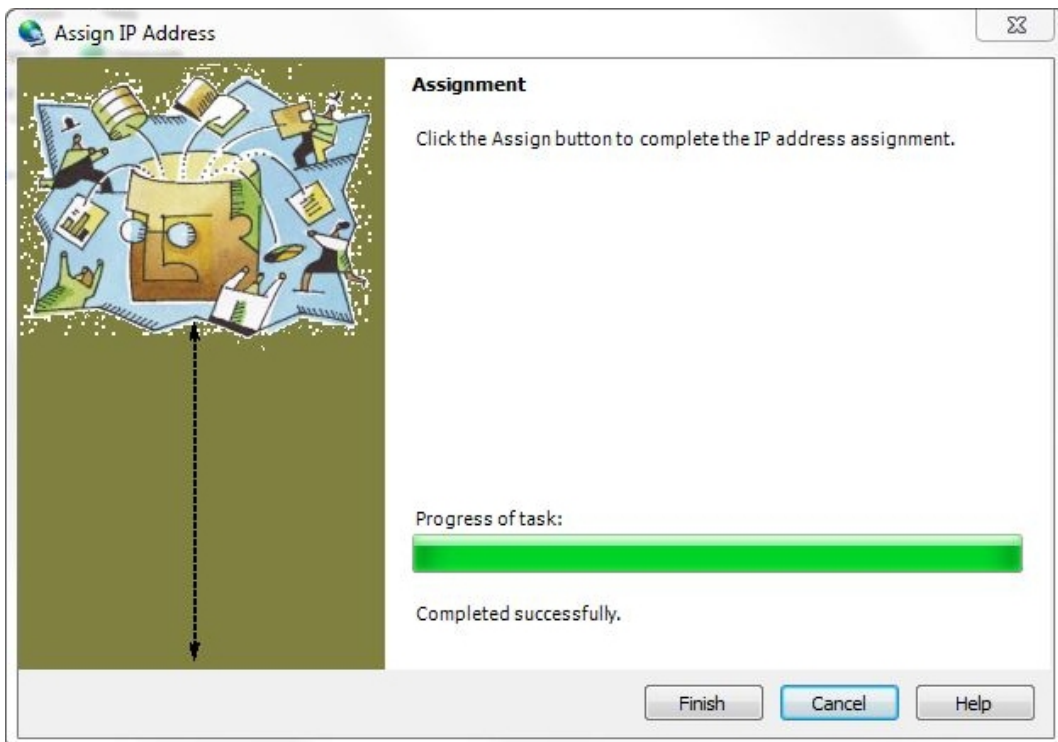 Assign IP Address
Assignment
Click the Assign button to complete the IP address assignment.
Progress of task:
Completed successfully.
Finish
Cancel
Help